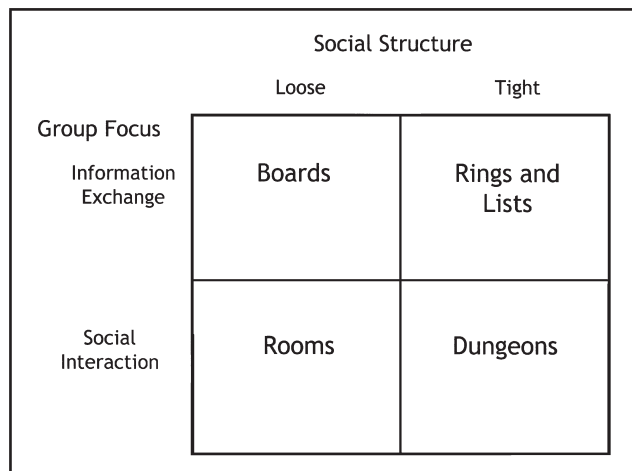 Social Structure
Loose Tight
Group Focus
Information
Exchange
Boards
Rings and
Lists
Social
Interaction
Rooms
Dungeons